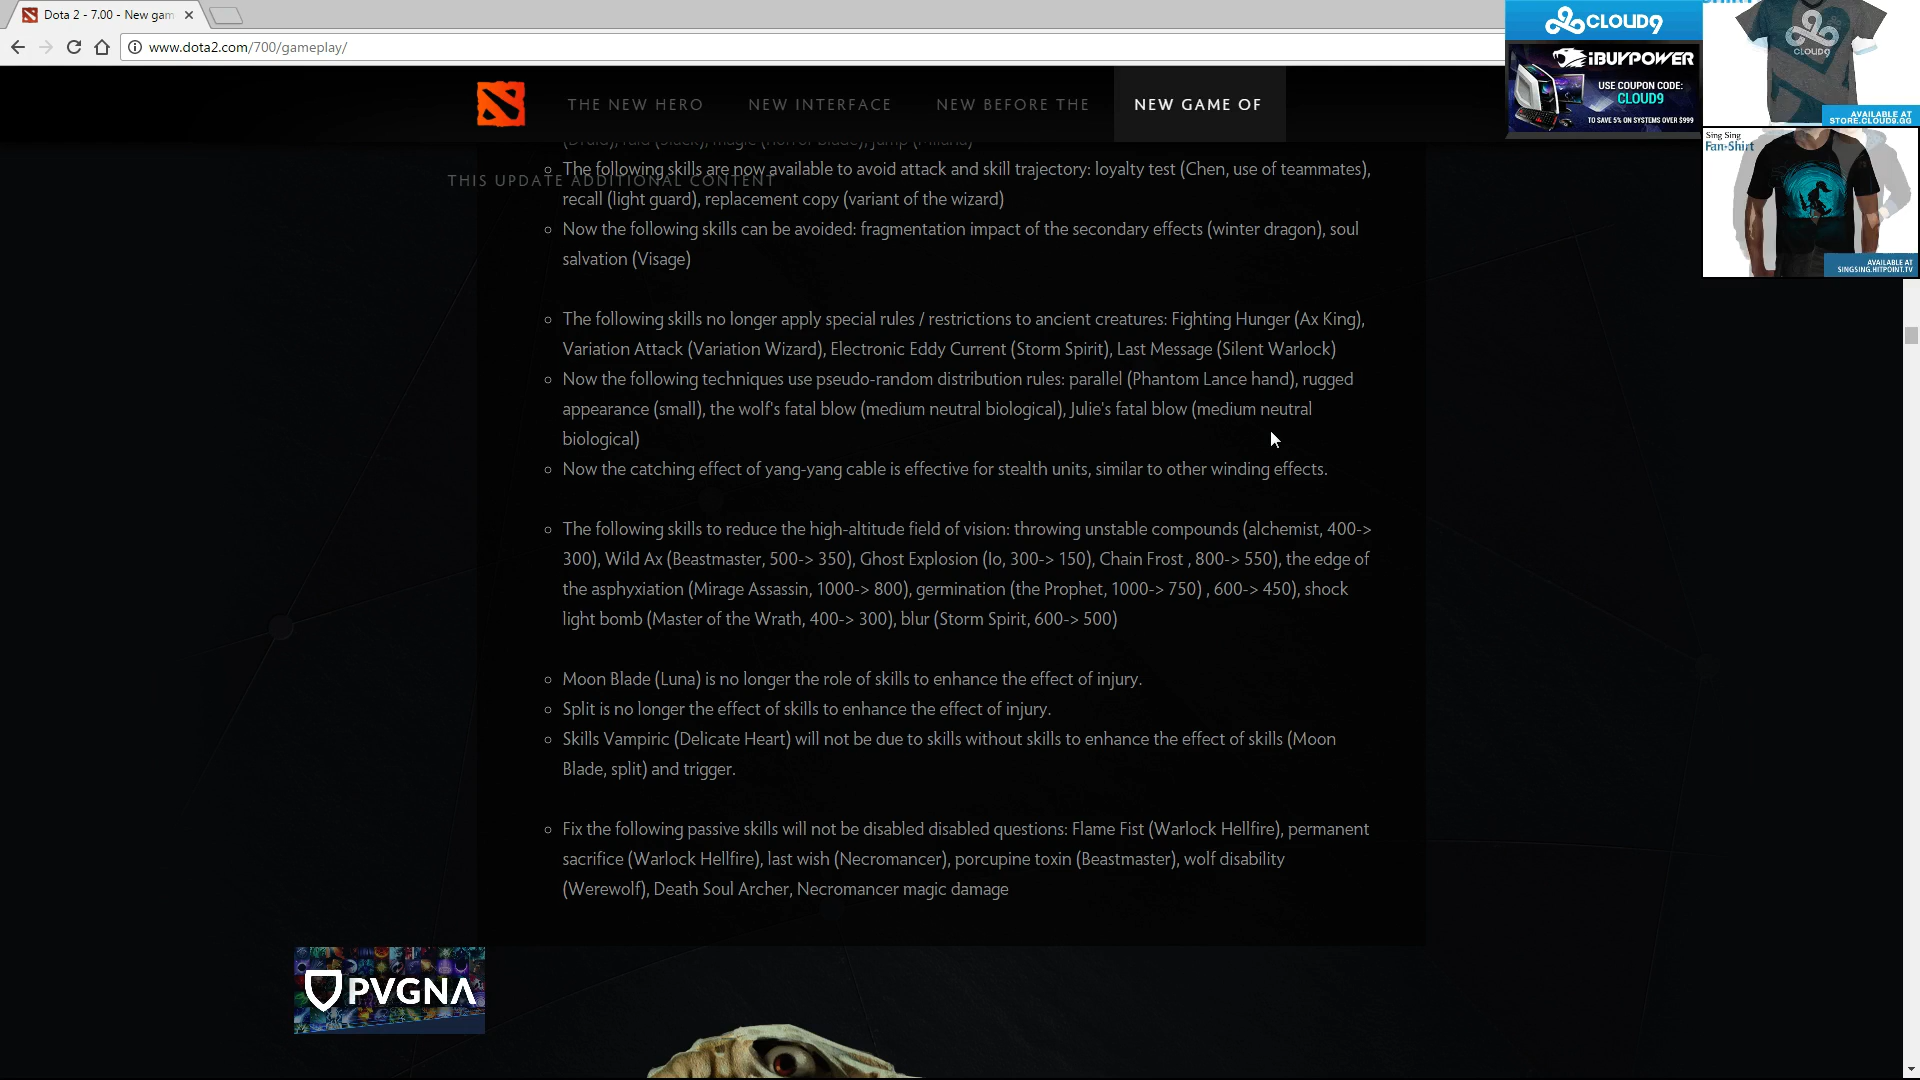 Dota 2 - 7.00 - New gam
www.dota2.com/700/gameplay/
THE NEW HERO
NEW INTERFACE
NEW BEFORE THE
NEW GAME OF
THIS UPDATE ADDITIONAL CONTENT
The following skills are now available to avoid attack and skill trajectory: loyalty test (Chen, use of teammates),
recall (light guard), replacement copy (variant of the wizard)
Now the following skills can be avoided: fragmentation impact of the secondary effects (winter dragon), soul
salvation (Visage)
The following skills no longer apply special rules / restrictions to ancient creatures: Fighting Hunger (Ax King),
Variation Attack (Variation Wizard), Electronic Eddy Current (Storm Spirit), Last Message (Silent Warlock)
Now the following techniques use pseudo-random distribution rules: parallel (Phantom Lance hand), rugged
appearance (small), the wolf's fatal blow (medium neutral biological), Julie's fatal blow (medium neutral
biological)
Now the catching effect of yang-yang cable is effective for stealth units, similar to other winding effects.
The following skills to reduce the high-altitude field of vision: throwing unstable compounds (alchemist, 400->
300), Wild Ax (Beastmaster, 500-> 350), Ghost Explosion (Io, 300-> 150), Chain Frost , 800-> 550), the edge of
the asphyxiation (Mirage Assassin, 1000-> 800), germination (the Prophet, 1000-> 750) , 600-> 450), shock
light bomb (Master of the Wrath, 400-> 300), blur (Storm Spirit, 600-> 500)
Moon Blade (Luna) is no longer the role of skills to enhance the effect of injury.
Split is no longer the effect of skills to enhance the effect of injury.
Skills Vampiric (Delicate Heart) will not be due to skills without skills to enhance the effect of skills (Moon
Blade, split) and trigger.
Fix the following passive skills will not be disabled disabled questions: Flame Fist (Warlock Hellfire), permanent
sacrifice (Warlock Hellfire), last wish (Necromancer), porcupine toxin (Beastmaster), wolf disability
(Werewolf), Death Soul Archer, Necromancer magic damage
PVGNA
CLOUD9
iBUYPOWER
USE COUPON CODE:
CLOUD9
TO SAVE 5% ON SYSTEMS OVER $999
CLOUD9
AVAILABLE AT
STORE.CLOUD9.GG
Sing Sing
Fan-Shirt
AVAILABLE AT
SINGSING.HITPOINT.TV